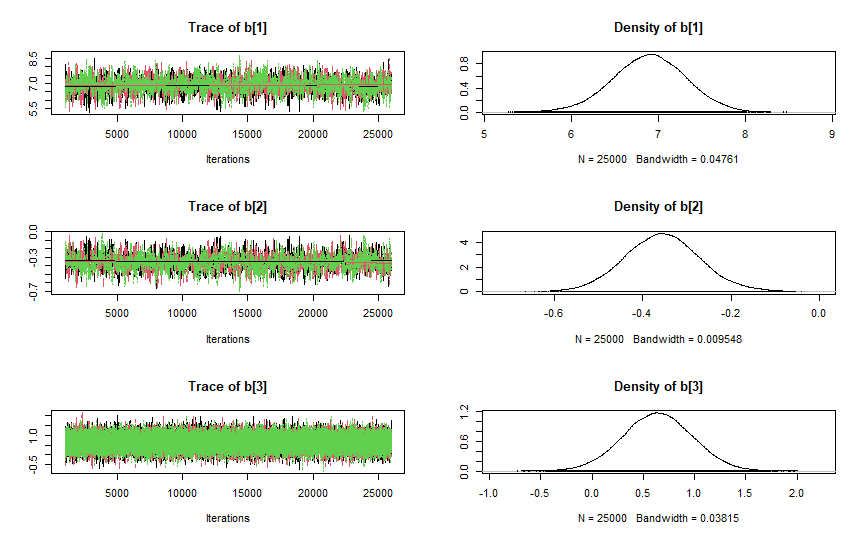 Trace of b[1]
8.5
7.0
5.5
5000 10000 15000 20000 25000
Iterations
Density of b[1]
0.8
0.4
0.0
5 6 7 8 9
N = 25000 Bandwidth = 0.04761
Trace of b[2]
0.0
-0.3
-0.7
5000 10000 15000 20000 25000
Iterations
Density of b[2]
4
2
0
-0.6 -0.4 -0.2 0.0
N = 25000 Bandwidth = 0.009548
Trace of b[3]
1.0
-0.5
5000 10000 15000 20000 25000
Iterations
Density of b[3]
1.2
0.6
0.0
-1.0 -0.5 0.0 0.5 1.0 1.5 2.0
N = 25000 Bandwidth = 0.03815